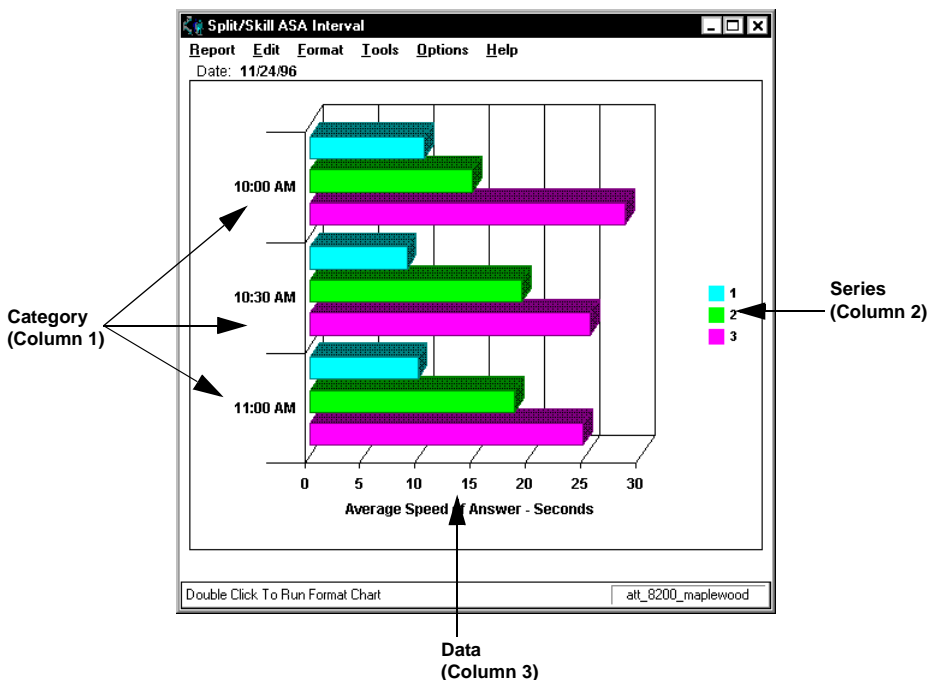 Split/Skill ASA Interval
Report Edit Format Tools Options Help
Date: 11/24/96
10:00 AM
10:30 AM
11:00 AM
Category
(Column 1)
1
2
3
Series
(Column 2)
0 5 10 15 20 25 30
Average Speed of Answer - Seconds
Double Click To Run Format Chart
att_8200_maplewood
Data
(Column 3)